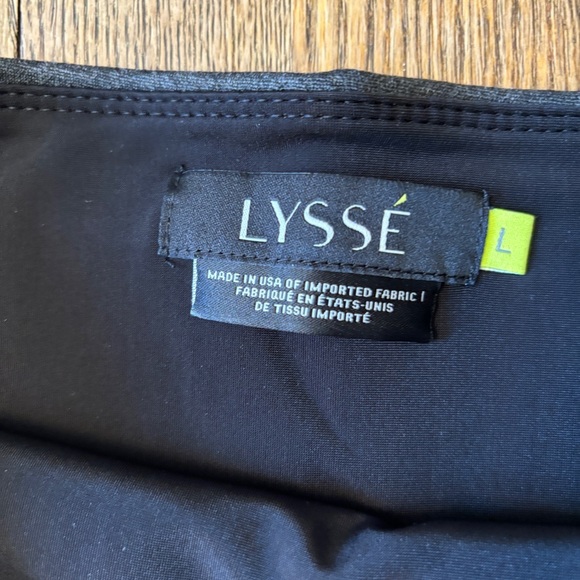 LYSSÉ
L
MADE IN USA OF IMPORTED FABRIC |
FABRIQUÉ EN ÉTATS-UNIS
DE TISSU IMPORTÉ